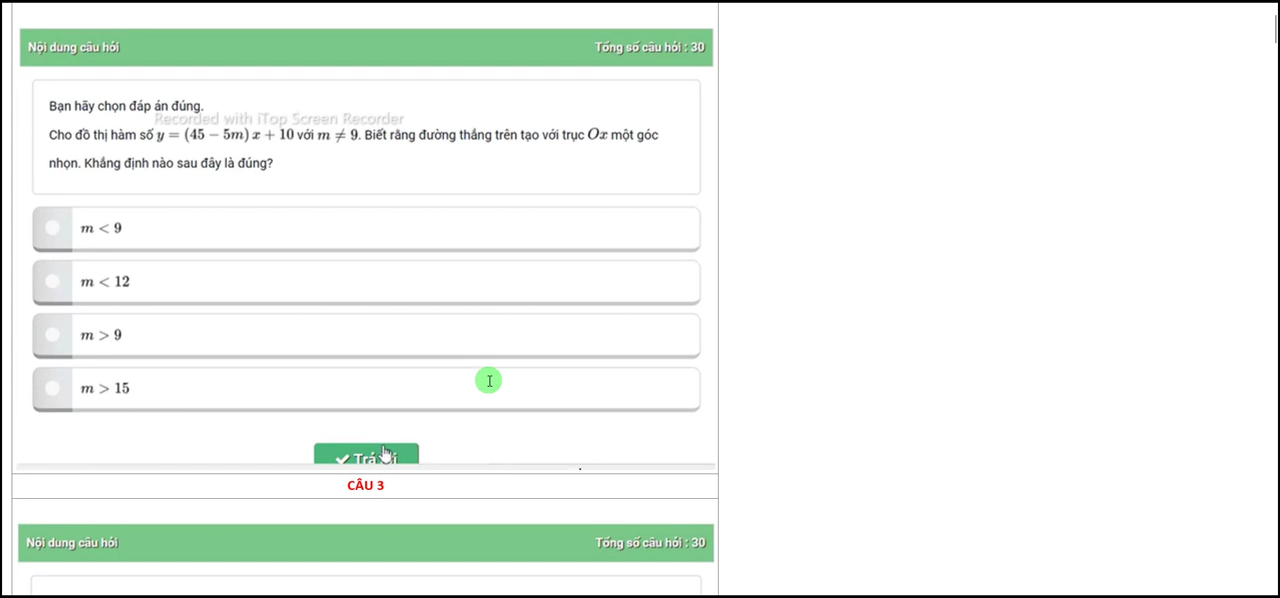 Nội dung câu hỏi
Tổng số câu hỏi : 30
Bạn hãy chọn đáp án đúng.
Recorded with iTop Screen Recorder
Cho đồ thị hàm số y = (45 − 5m) x + 10 với m ≠ 9. Biết rằng đường thẳng trên tạo với trục Ox một góc
nhọn. Khẳng định nào sau đây là đúng?
m < 9
m < 12
m > 9
m > 15
Trả lời
CÂU 3
Nội dung câu hỏi
Tổng số câu hỏi : 30